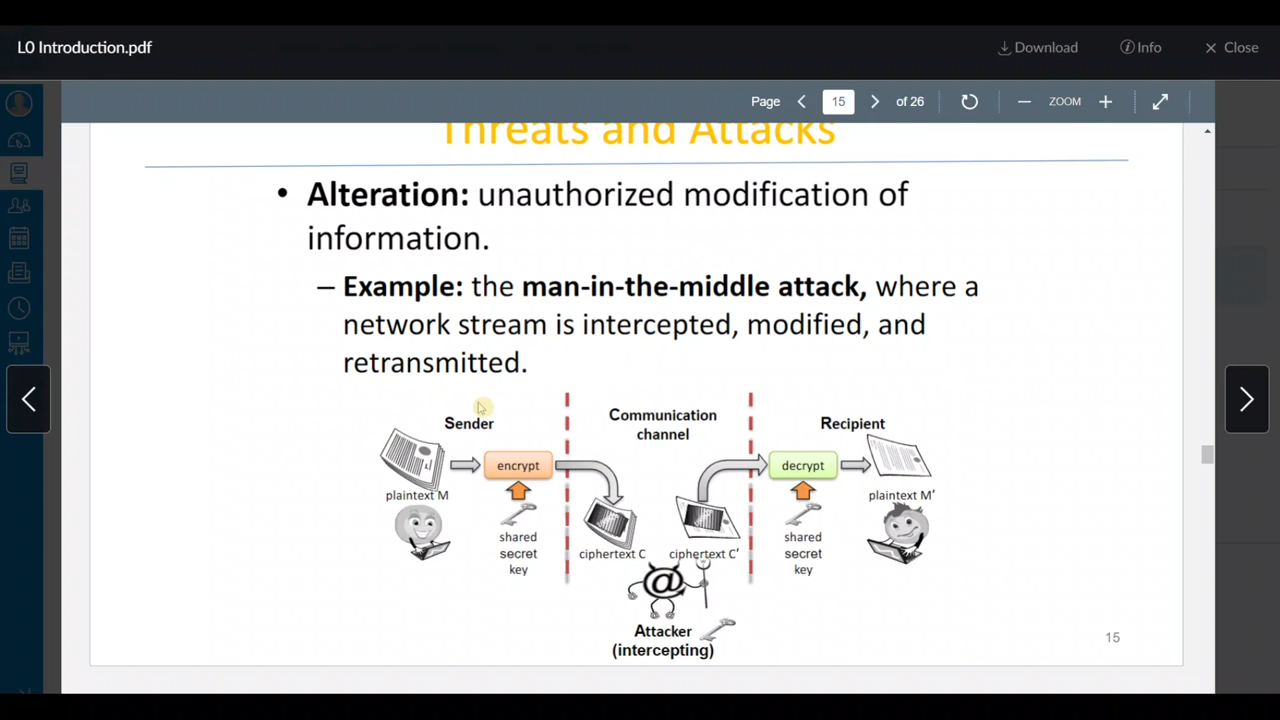 L0 Introduction.pdf
Download
Info
Close
Page
15
of 26
ZOOM
Threats and Attacks
• Alteration: unauthorized modification of
information.
– Example: the man-in-the-middle attack, where a
network stream is intercepted, modified, and
retransmitted.
Sender
Communication
channel
Recipient
encrypt
decrypt
plaintext M
plaintext M′
shared
secret
key
ciphertext C
ciphertext C′
shared
secret
key
@
Attacker
(intercepting)
15